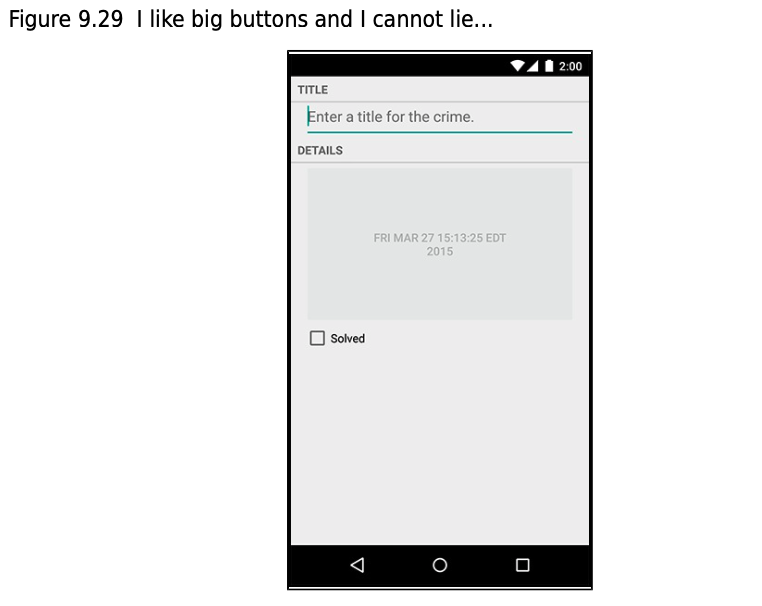 Figure 9.29 I like big buttons and I cannot lie...
2:00
TITLE
Enter a title for the crime.
DETAILS
FRI MAR 27 15:13:25 EDT
2015
Solved